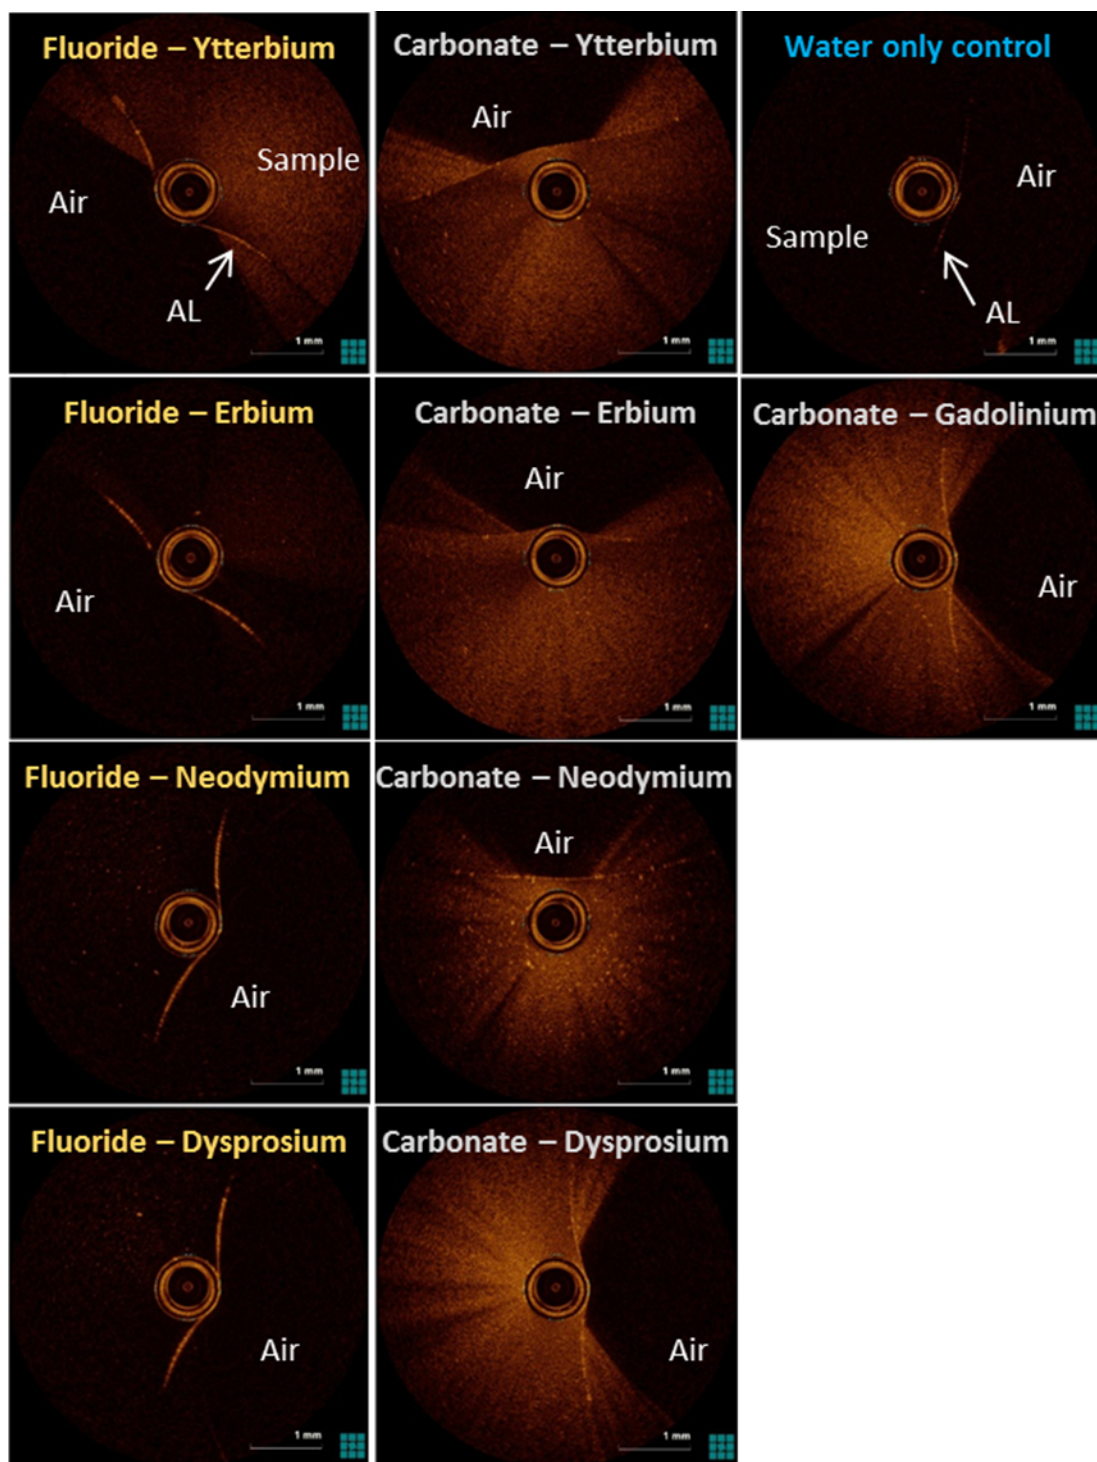 Fluoride – Ytterbium
Air
Sample
AL
1 mm
Carbonate – Ytterbium
Air
1 mm
Water only control
Air
Sample
AL
1 mm
Fluoride – Erbium
Air
1 mm
Carbonate – Erbium
Air
1 mm
Carbonate – Gadolinium
Air
1 mm
Fluoride – Neodymium
Air
1 mm
Carbonate – Neodymium
Air
1 mm
Fluoride – Dysprosium
Air
1 mm
Carbonate – Dysprosium
Air
1 mm